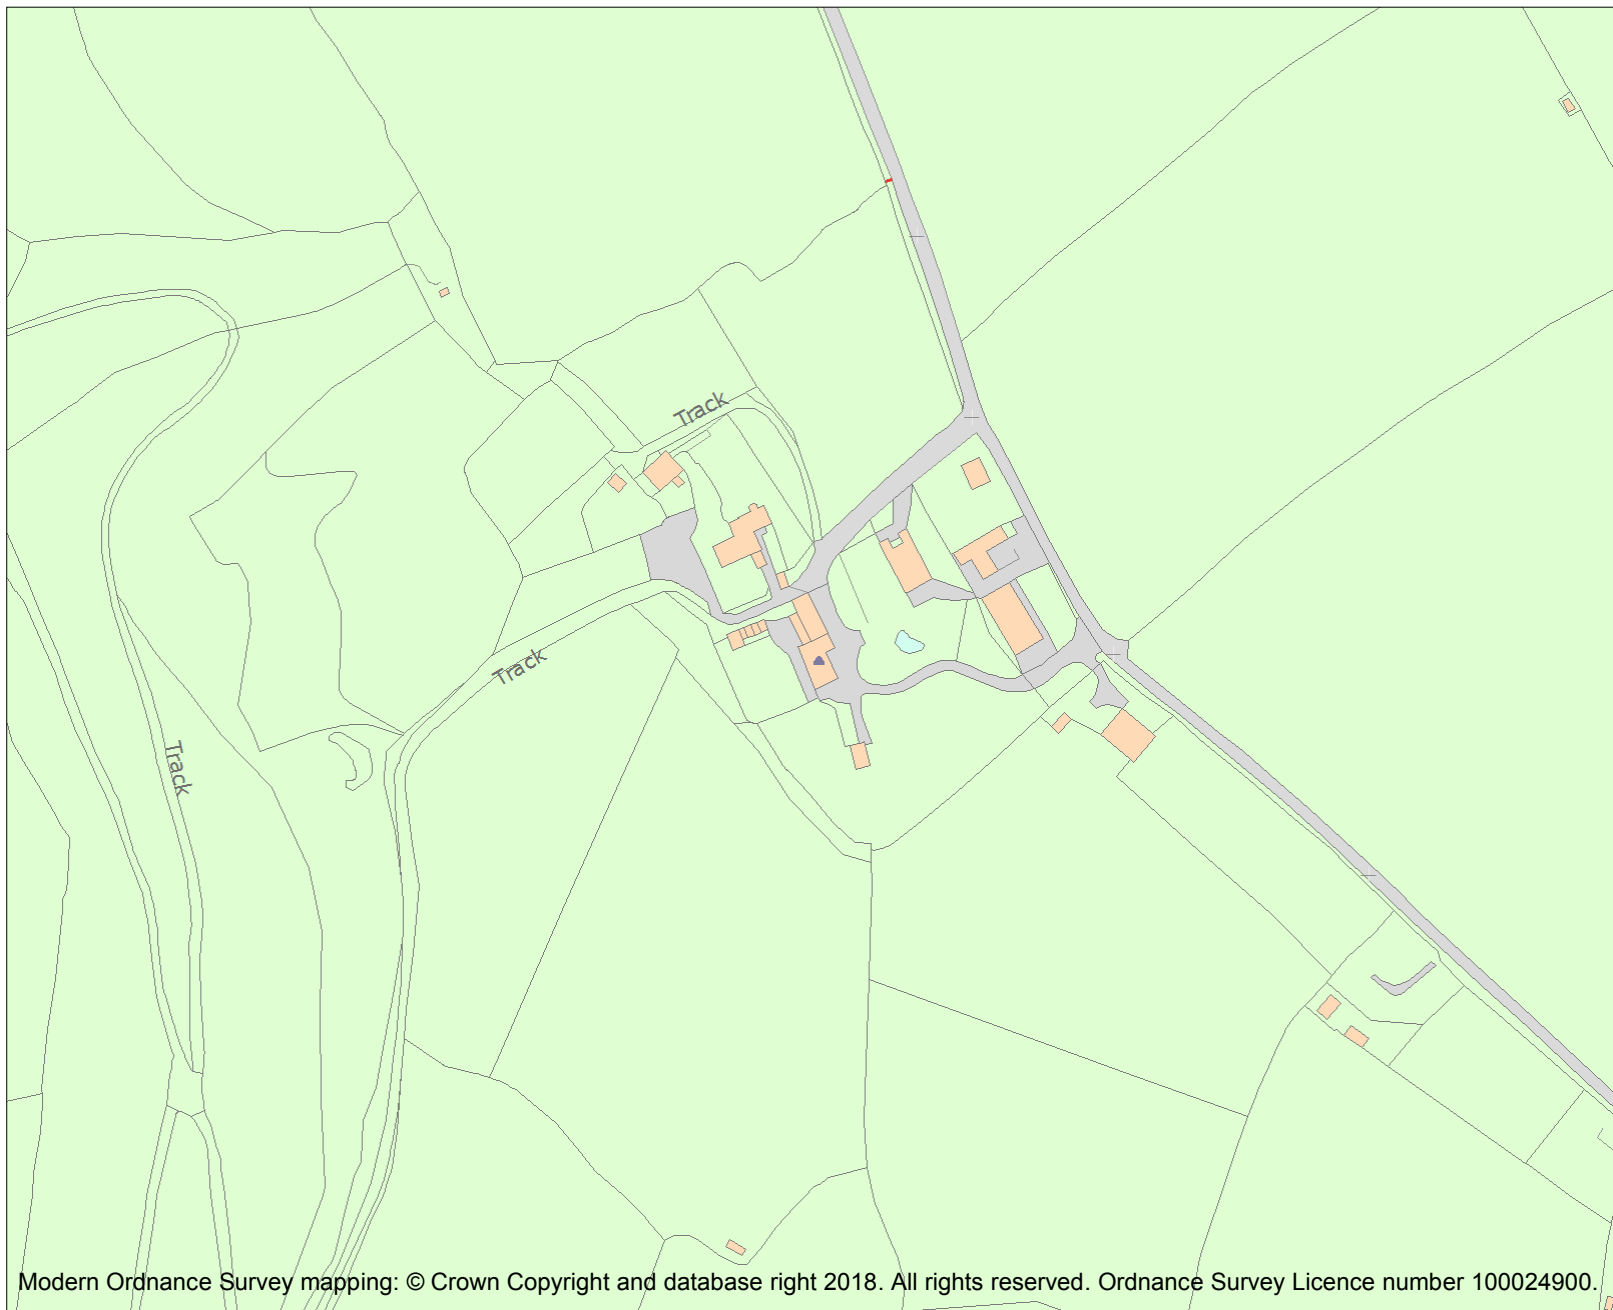 Track
Track
Track
Modern Ordnance Survey mapping: © Crown Copyright and database right 2018. All rights reserved. Ordnance Survey Licence number 100024900.